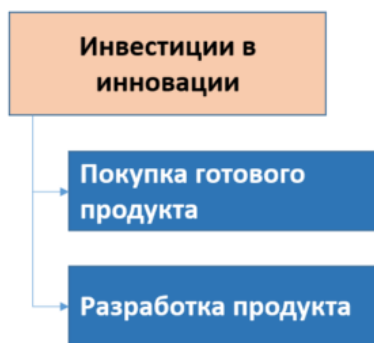 Инвестиции в
инновации
Покупка готового
продукта
Разработка продукта